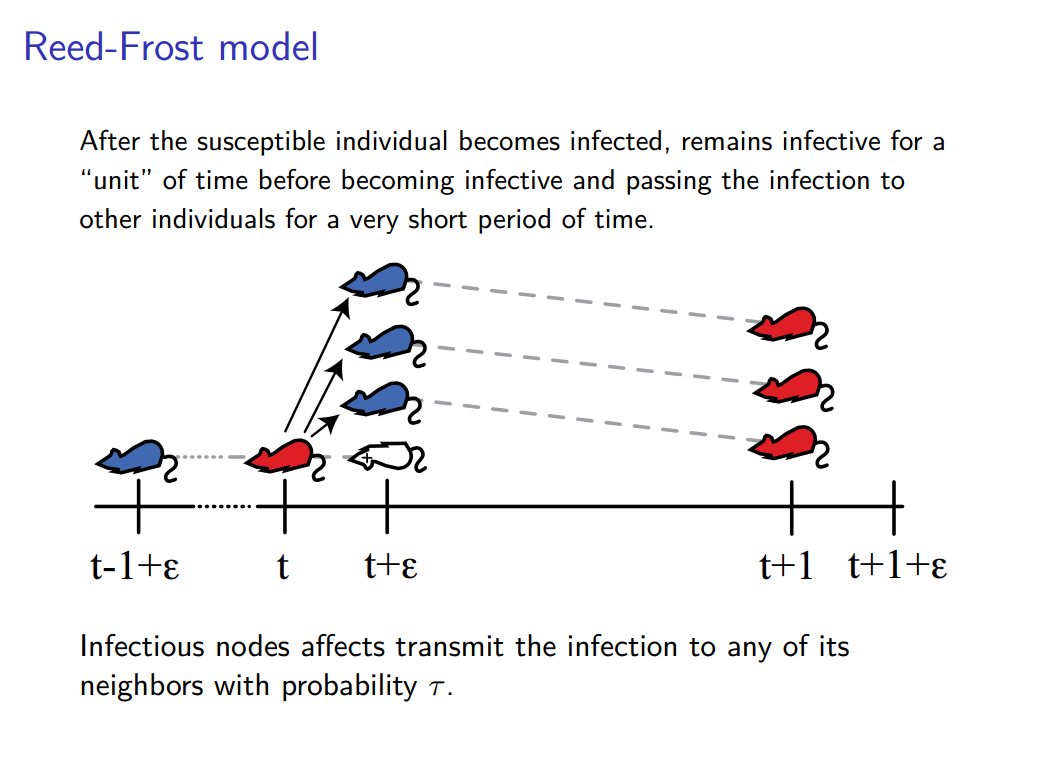 Reed-Frost model
After the susceptible individual becomes infected, remains infective for a
“unit” of time before becoming infective and passing the infection to
other individuals for a very short period of time.
t-1+ε t t+ε t+1 t+1+ε
Infectious nodes affects transmit the infection to any of its
neighbors with probability τ.